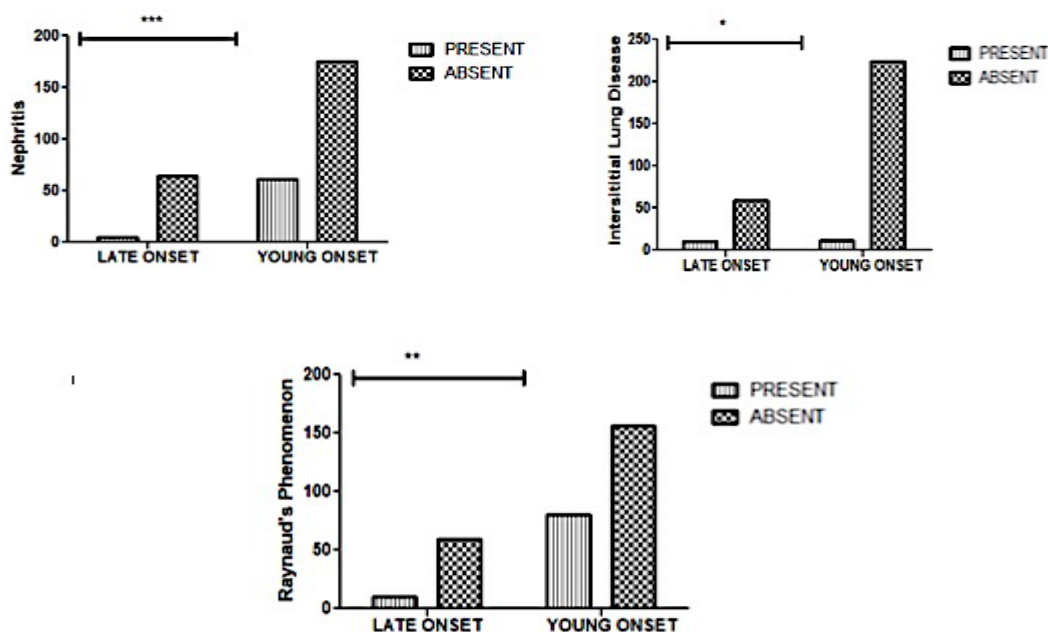 ***
200
150
100
50
0
Nephritis
LATE ONSET
YOUNG ONSET
PRESENT
ABSENT
*
250
200
150
100
50
0
Intersititial Lung Disease
LATE ONSET
YOUNG ONSET
PRESENT
ABSENT
**
200
150
100
50
0
Raynaud's Phenomenon
LATE ONSET
YOUNG ONSET
PRESENT
ABSENT